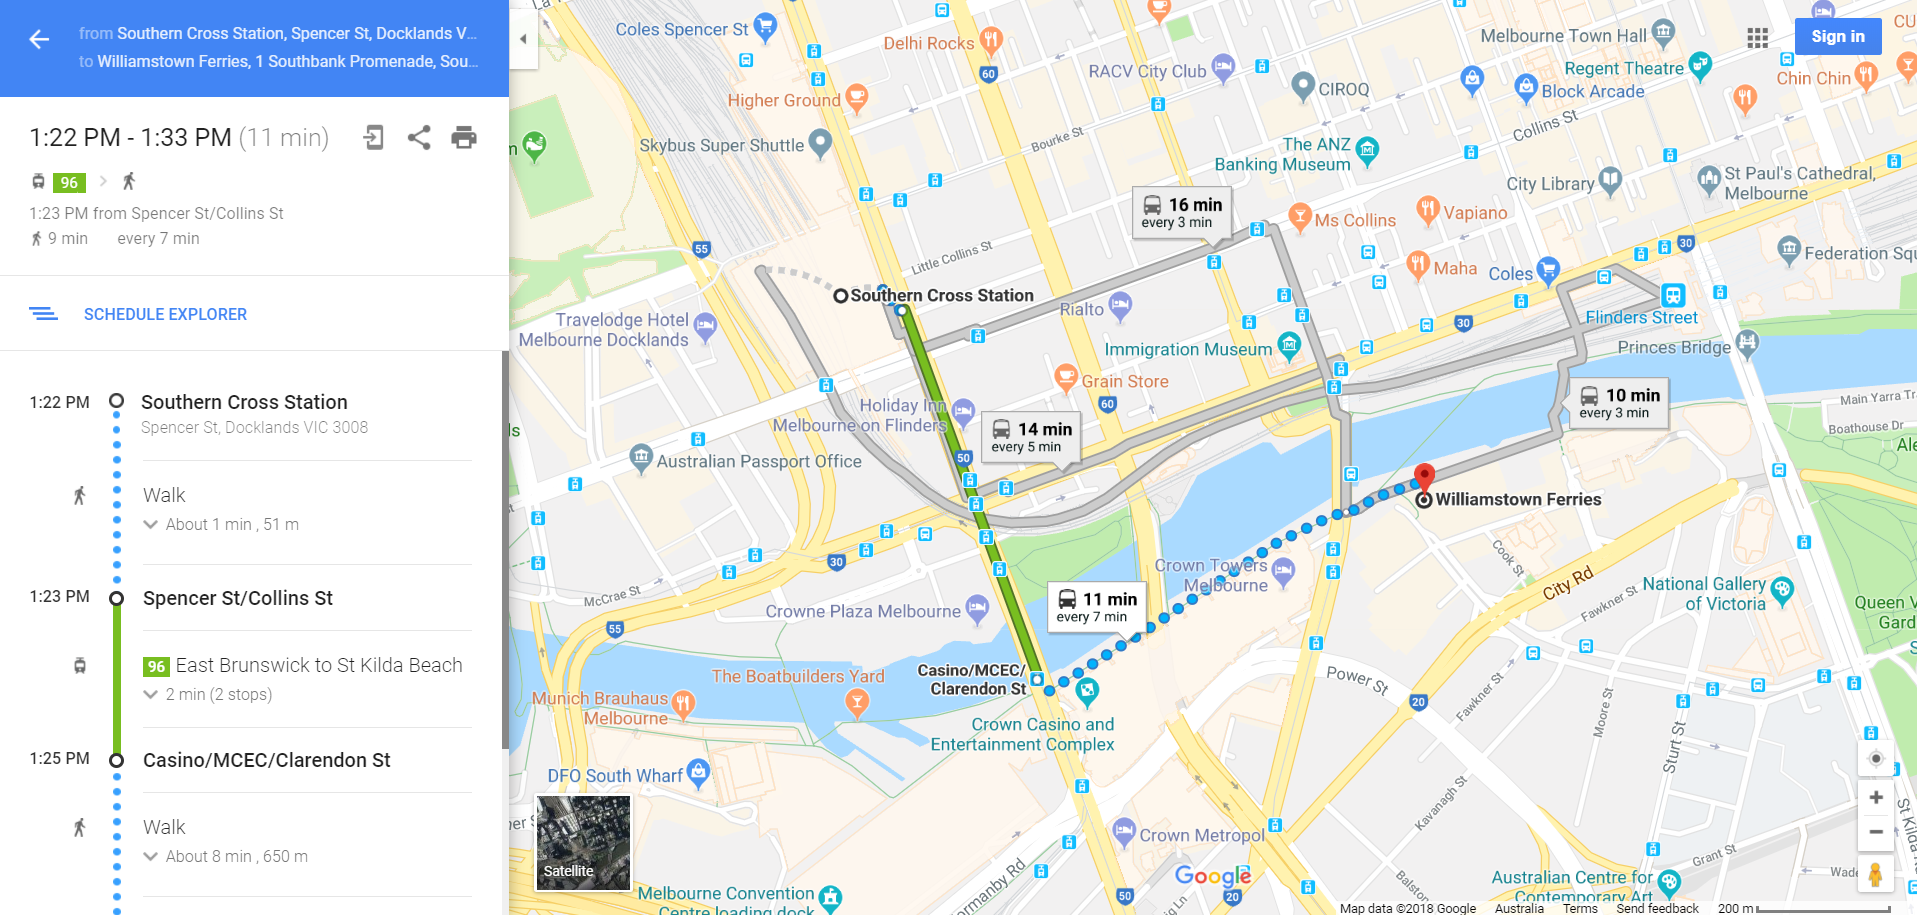 from Southern Cross Station, Spencer St, Docklands V...
to Williamstown Ferries, 1 Southbank Promenade, Sou...
1:22 PM - 1:33 PM (11 min)
96
1:23 PM from Spencer St/Collins St
9 min every 7 min
SCHEDULE EXPLORER
1:22 PM Southern Cross Station
Spencer St, Docklands VIC 3008
Walk
About 1 min , 51 m
1:23 PM Spencer St/Collins St
96 East Brunswick to St Kilda Beach
2 min (2 stops)
1:25 PM Casino/MCEC/Clarendon St
Walk
About 8 min , 650 m
Coles Spencer St
Delhi Rocks
60
RACV City Club
Melbourne Town Hall
Sign in
Regent Theatre
Chin Chin
CIROQ
Block Arcade
Higher Ground
Collins St
Bourke St
Skybus Super Shuttle
The ANZ
Banking Museum
City Library
St Paul's Cathedral,
Melbourne
16 min
every 3 min
Ms Collins
Vapiano
55
Little Collins St
30
Federation Squ
Maha
Coles
Southern Cross Station
Rialto
Flinders Street
30
Travelodge Hotel
Melbourne Docklands
Immigration Museum
Princes Bridge
Grain Store
10 min
every 3 min
60
Holiday Inn
Melbourne on Flinders
Main Yarra Tr
Boathouse Dr
14 min
every 5 min
50
Australian Passport Office
Williamstown Ferries
30
Crown Towers
Melbourne
Cook St
City Rd
National Gallery
of Victoria
Fawkner St
McCrae St
Crowne Plaza Melbourne
11 min
every 7 min
Queen V
Gard
55
Casino/MCEC/
Clarendon St
The Boatbuilders Yard
Munich Brauhaus
Melbourne
Power St
20
Fawkner St
Moore St
Sturt St
Crown Casino and
Entertainment Complex
DFO South Wharf
Kavanagh St
St Kilda
Satellite
Crown Metropol
Grant St
Normanby Rd
Google
50
20
Balston
Australian Centre for
Contemporary Art
Melbourne Convention
Centre loading dock
Map data ©2018 Google Australia Terms Send feedback 200 m